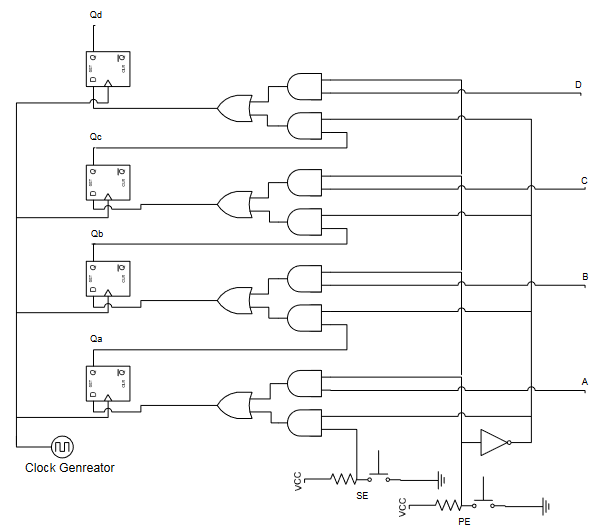 Qd
Q Q
SET CLR
D
D
Qc
Q Q
SET CLR
D
C
Qb
Q Q
SET CLR
D
B
Qa
Q Q
SET CLR
D
A
Clock Genreator
VCC
SE
VCC
PE